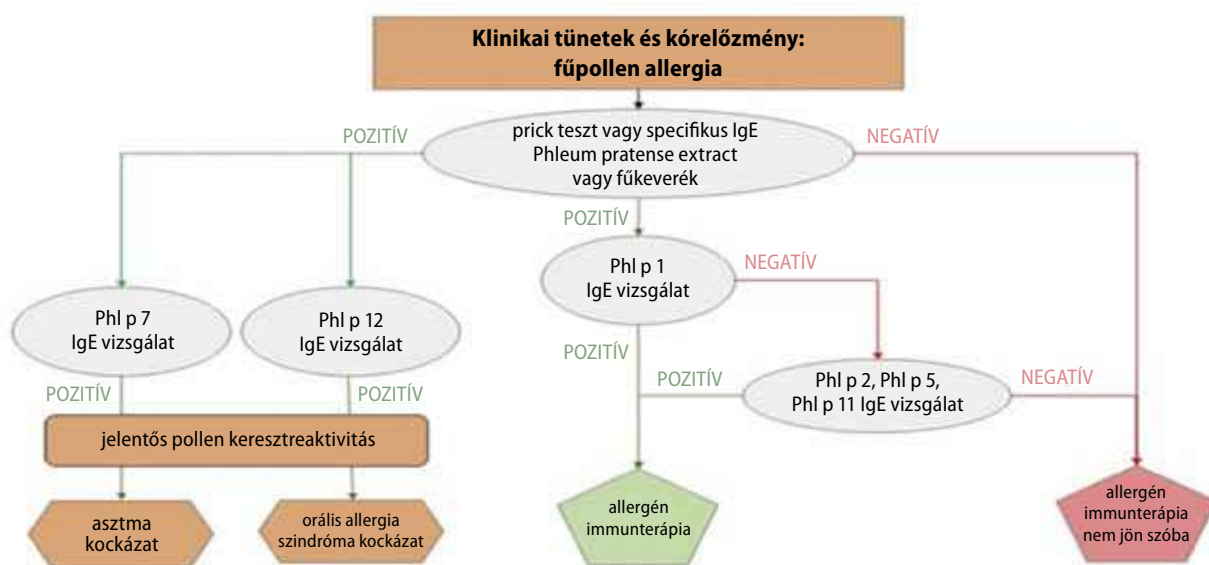 Klinikai tünetek és kórelőzmény:
fűpollen allergia
POZITÍV
prick teszt vagy specifikus IgE
Phleum pratense extract
vagy fűkeverék
NEGATÍV
POZITÍV
Phl p 1
IgE vizsgálat
NEGATÍV
Phl p 7
IgE vizsgálat
Phl p 12
IgE vizsgálat
POZITÍV
POZITÍV
Phl p 2, Phl p 5,
Phl p 11 IgE vizsgálat
NEGATÍV
POZITÍV
POZITÍV
jelentős pollen keresztreaktivitás
asztma
kockázat
orális allergia
szindróma kockázat
allergén
immunterápia
allergén
immunterápia
nem jön szóba